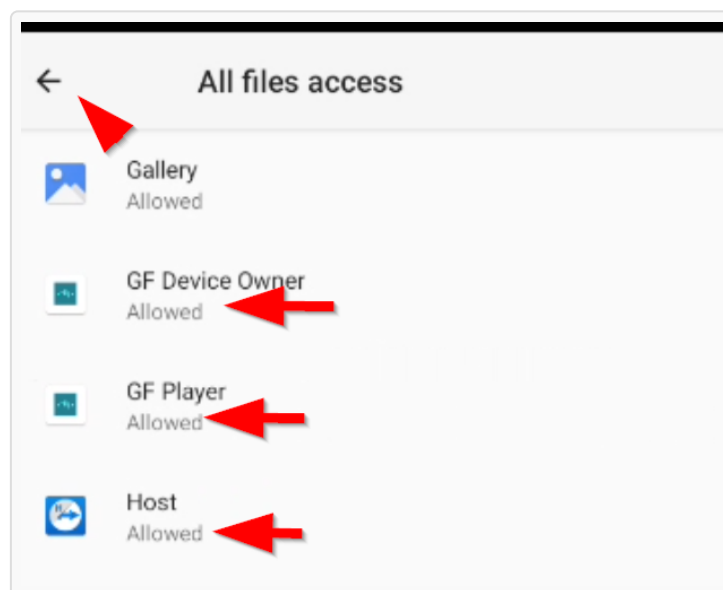 All files access
Gallery
Allowed
GF Device Owner
Allowed
GF Player
Allowed
Host
Allowed